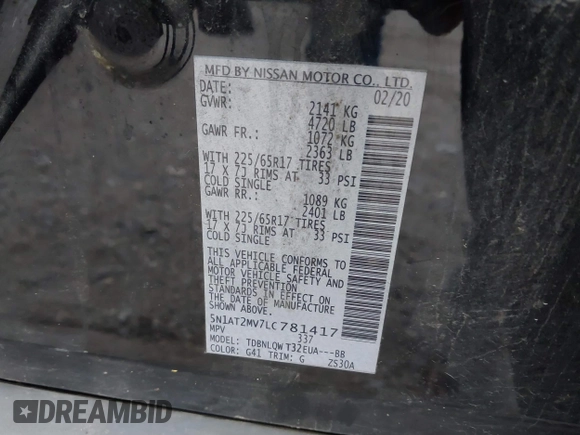 MFD BY NISSAN MOTOR CO., LTD.
DATE: 02/20
GVWR: 2141 KG
4720 LB
GAWR FR.: 1072 KG
2363 LB
WITH 225/65R17 TIRES
17 X 7J RIMS AT 33 PSI
COLD SINGLE
GAWR RR.: 1089 KG
2401 LB
WITH 225/65R17 TIRES
17 X 7J RIMS AT 33 PSI
COLD SINGLE
THIS VEHICLE CONFORMS TO
ALL APPLICABLE FEDERAL
MOTOR VEHICLE SAFETY AND
THEFT PREVENTION
STANDARDS IN EFFECT ON
THE DATE OF MANUFACTURE
SHOWN ABOVE.
5N1AT2MV7LC781417
MPV 337
MODEL: TDBNLQWT32EUA---BB
COLOR: G41 TRIM: G ZS30A
DREAMBID